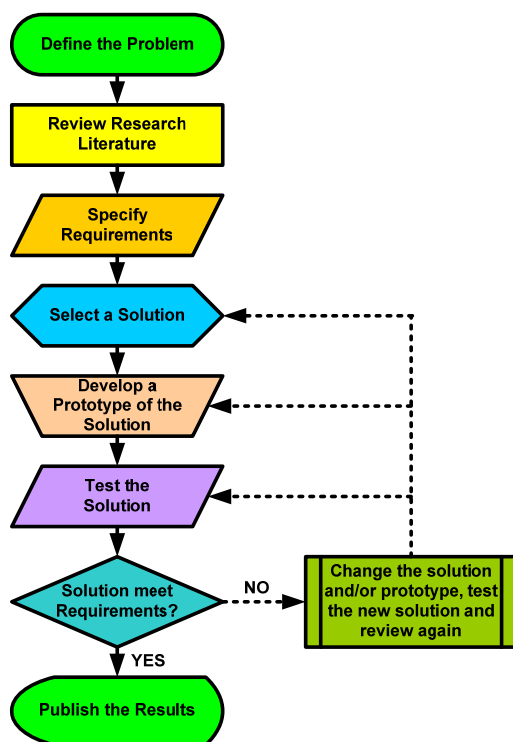 Define the Problem
Review Research
Literature
Specify
Requirements
Select a Solution
Develop a
Prototype of the
Solution
Test the
Solution
Solution meet
Requirements?
NO
Change the solution
and/or prototype, test
the new solution and
review again
YES
Publish the Results